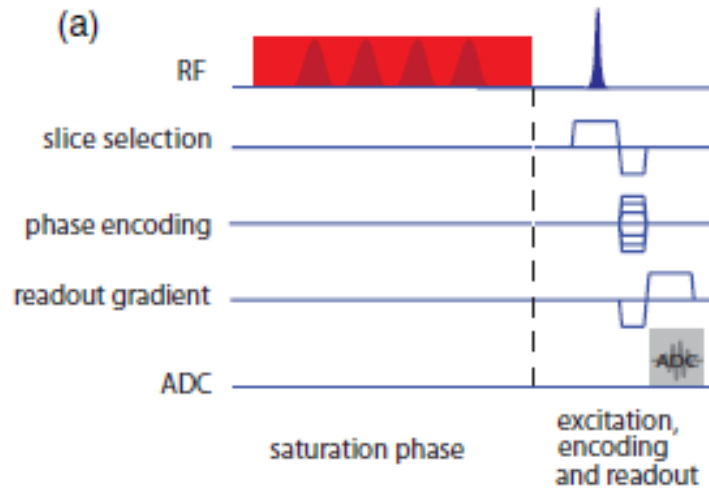 (a)
RF
slice selection
phase encoding
readout gradient
ADC
ADC
saturation phase
excitation,
encoding
and readout